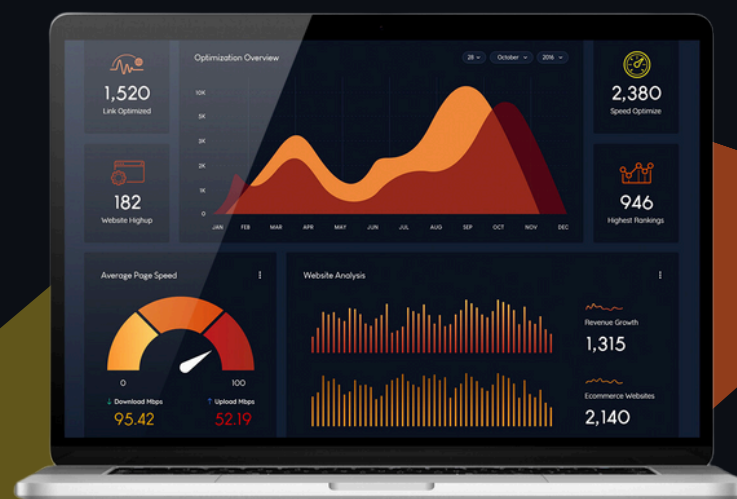 1,520
Link Optimized
182
Website Highup
Optimization Overview
28
October
2016
10K
5K
3K
2K
1K
0
JAN FEB MAR APR MAY JUN JUL AUG SEP OCT NOV DEC
2,380
Speed Optimize
946
Highest Rankings
Average Page Speed
0
100
↓ Download Mbps
95.42
↑ Upload Mbps
52.19
Website Analysis
Revenue Growth
1,315
Ecommerce Websites
2,140